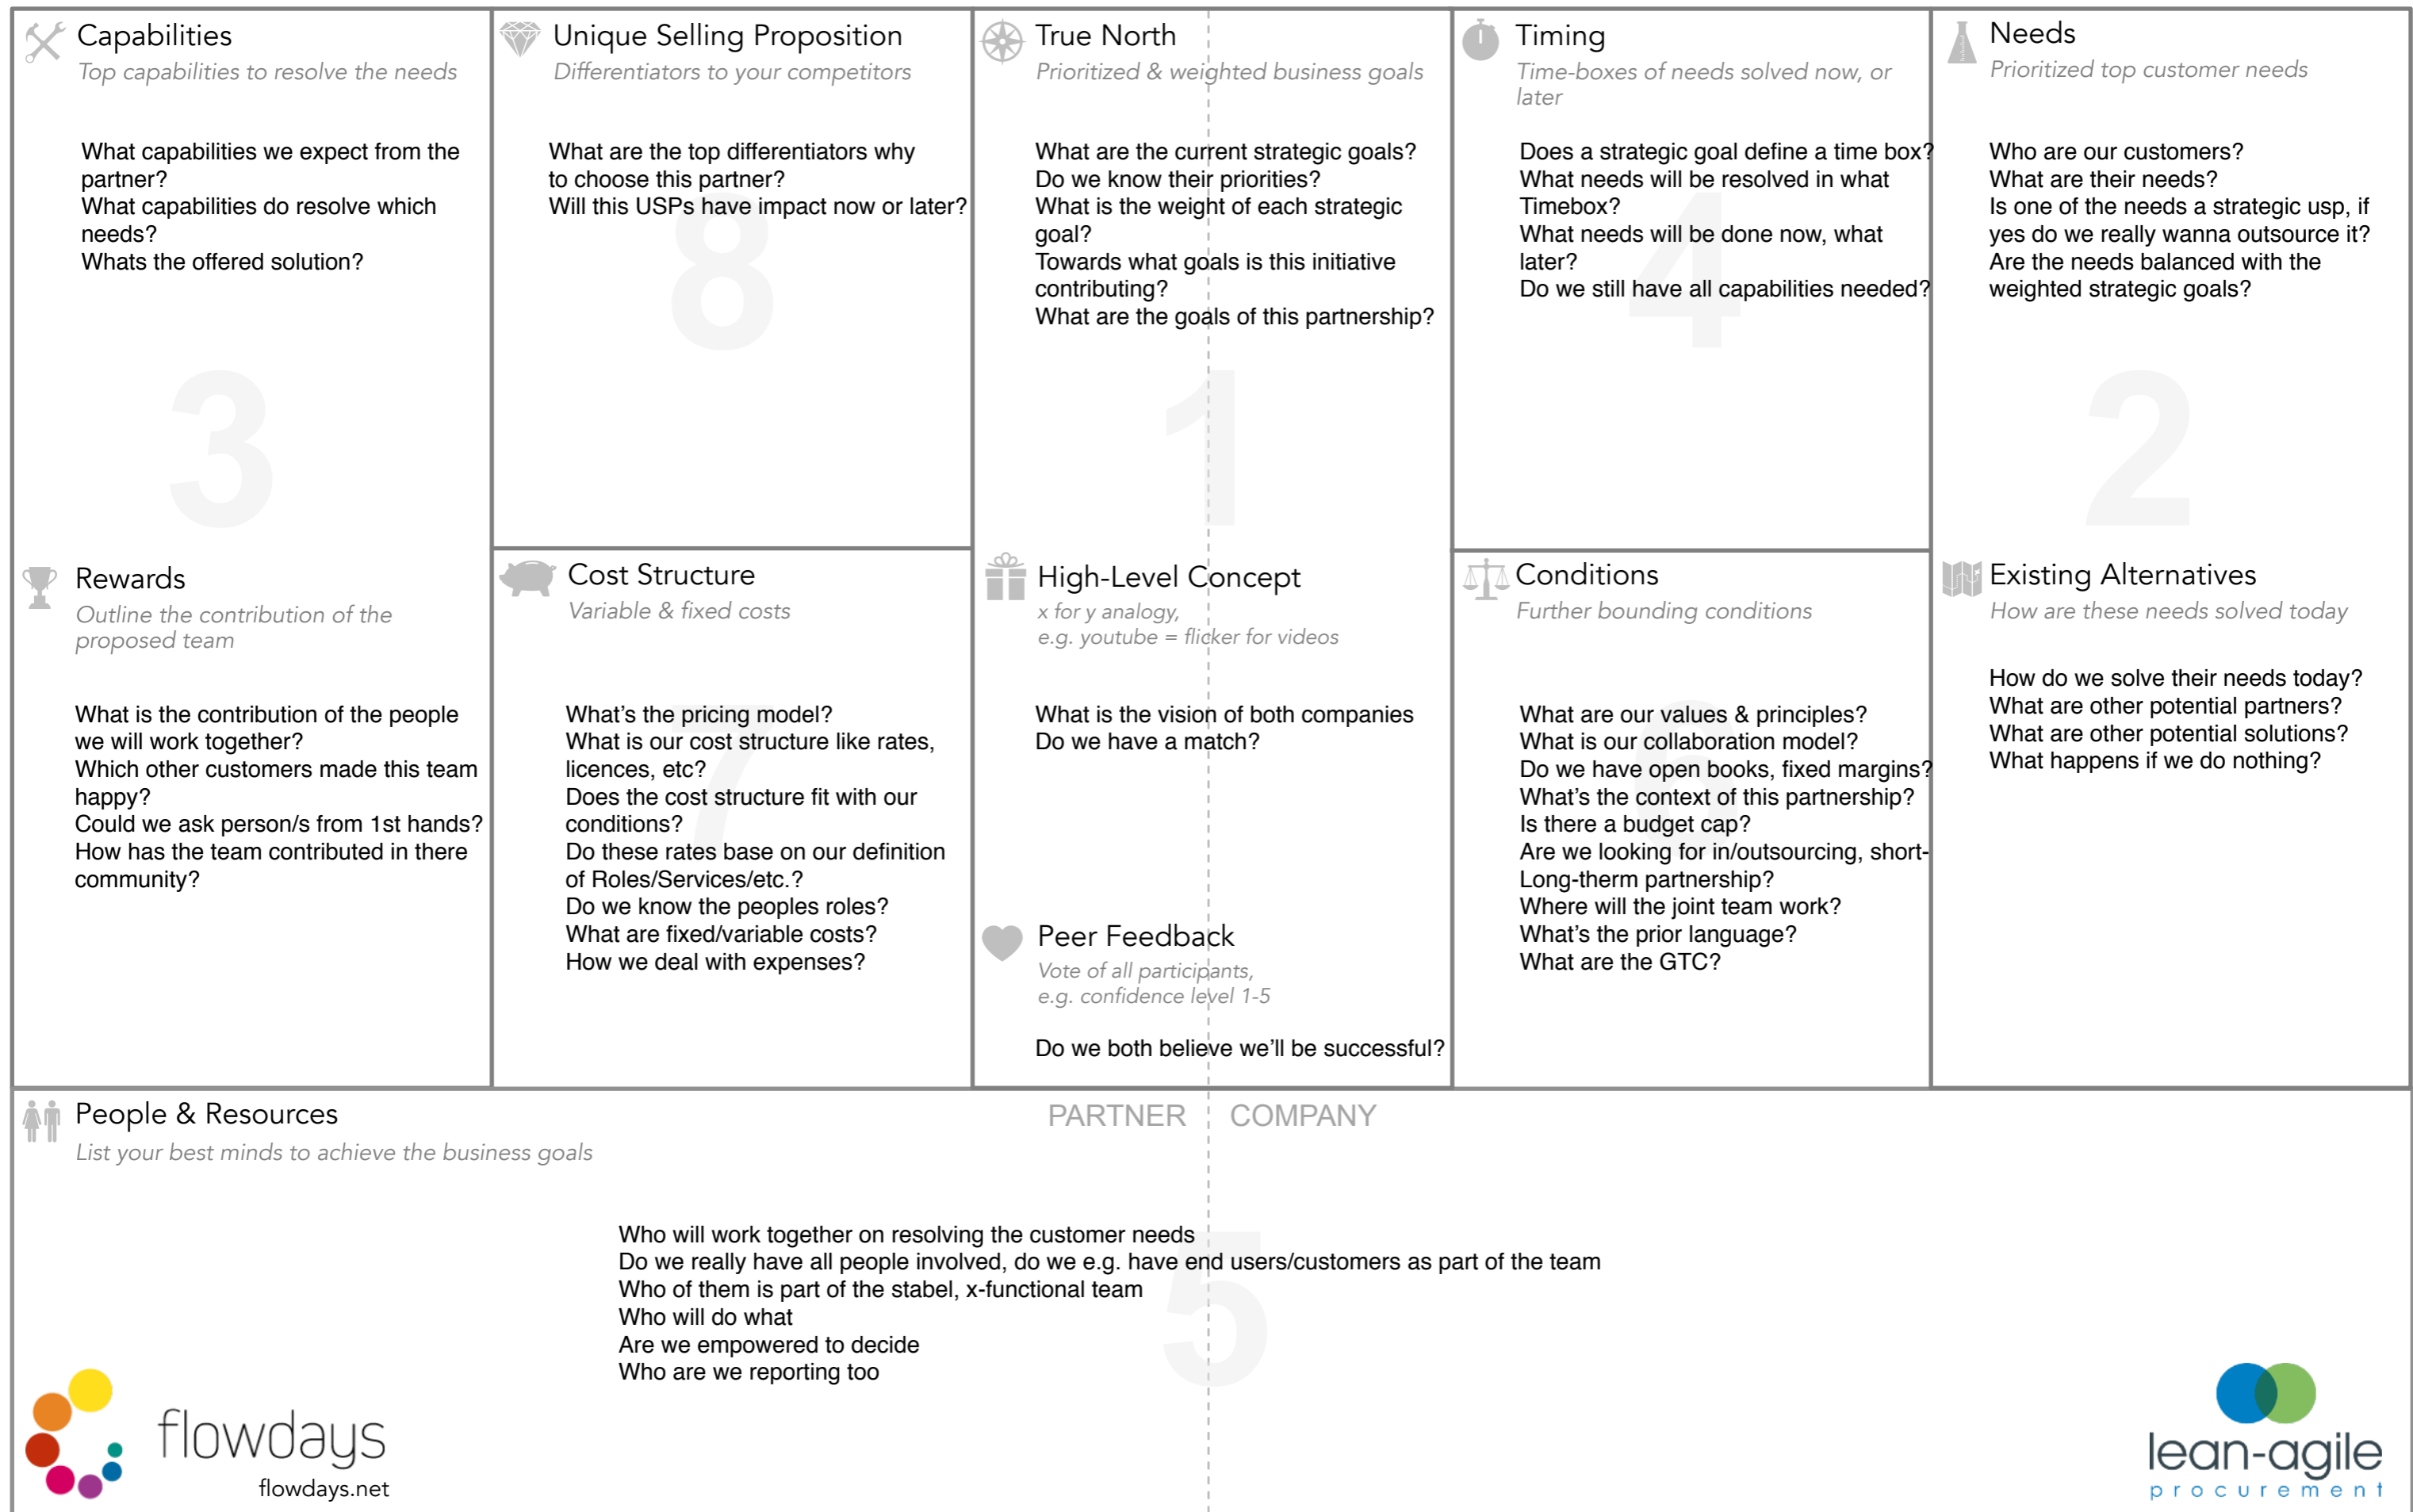 Capabilities
Top capabilities to resolve the needs
What capabilities we expect from the
partner?
What capabilities do resolve which
needs?
Whats the offered solution?
3
Rewards
Outline the contribution of the
proposed team
What is the contribution of the people
we will work together?
Which other customers made this team
happy?
Could we ask person/s from 1st hands?
How has the team contributed in there
community?
Unique Selling Proposition
Differentiators to your competitors
What are the top differentiators why
to choose this partner?
Will this USPs have impact now or later?
8
Cost Structure
Variable & fixed costs
What's the pricing model?
What is our cost structure like rates,
licences, etc?
Does the cost structure fit with our
conditions?
Do these rates base on our definition
of Roles/Services/etc.?
Do we know the peoples roles?
What are fixed/variable costs?
How we deal with expenses?
7
True North
Prioritized & weighted business goals
What are the current strategic goals?
Do we know their priorities?
What is the weight of each strategic
goal?
Towards what goals is this initiative
contributing?
What are the goals of this partnership?
1
High-Level Concept
x for y analogy,
e.g. youtube = flicker for videos
What is the vision of both companies
Do we have a match?
Peer Feedback
Vote of all participants,
e.g. confidence level 1-5
Do we both believe we'll be successful?
Timing
Time-boxes of needs solved now, or
later
Does a strategic goal define a time box?
What needs will be resolved in what
Timebox?
What needs will be done now, what
later?
Do we still have all capabilities needed?
4
Conditions
Further bounding conditions
What are our values & principles?
What is our collaboration model?
Do we have open books, fixed margins?
What's the context of this partnership?
Is there a budget cap?
Are we looking for in/outsourcing, short-
Long-therm partnership?
Where will the joint team work?
What's the prior language?
What are the GTC?
6
Needs
Prioritized top customer needs
Who are our customers?
What are their needs?
Is one of the needs a strategic usp, if
yes do we really wanna outsource it?
Are the needs balanced with the
weighted strategic goals?
2
Existing Alternatives
How are these needs solved today
How do we solve their needs today?
What are other potential partners?
What are other potential solutions?
What happens if we do nothing?
People & Resources
List your best minds to achieve the business goals
PARTNER
COMPANY
Who will work together on resolving the customer needs
Do we really have all people involved, do we e.g. have end users/customers as part of the team
Who of them is part of the stabel, x-functional team
Who will do what
Are we empowered to decide
Who are we reporting too
5
flowdays
flowdays.net
lean-agile
procurement